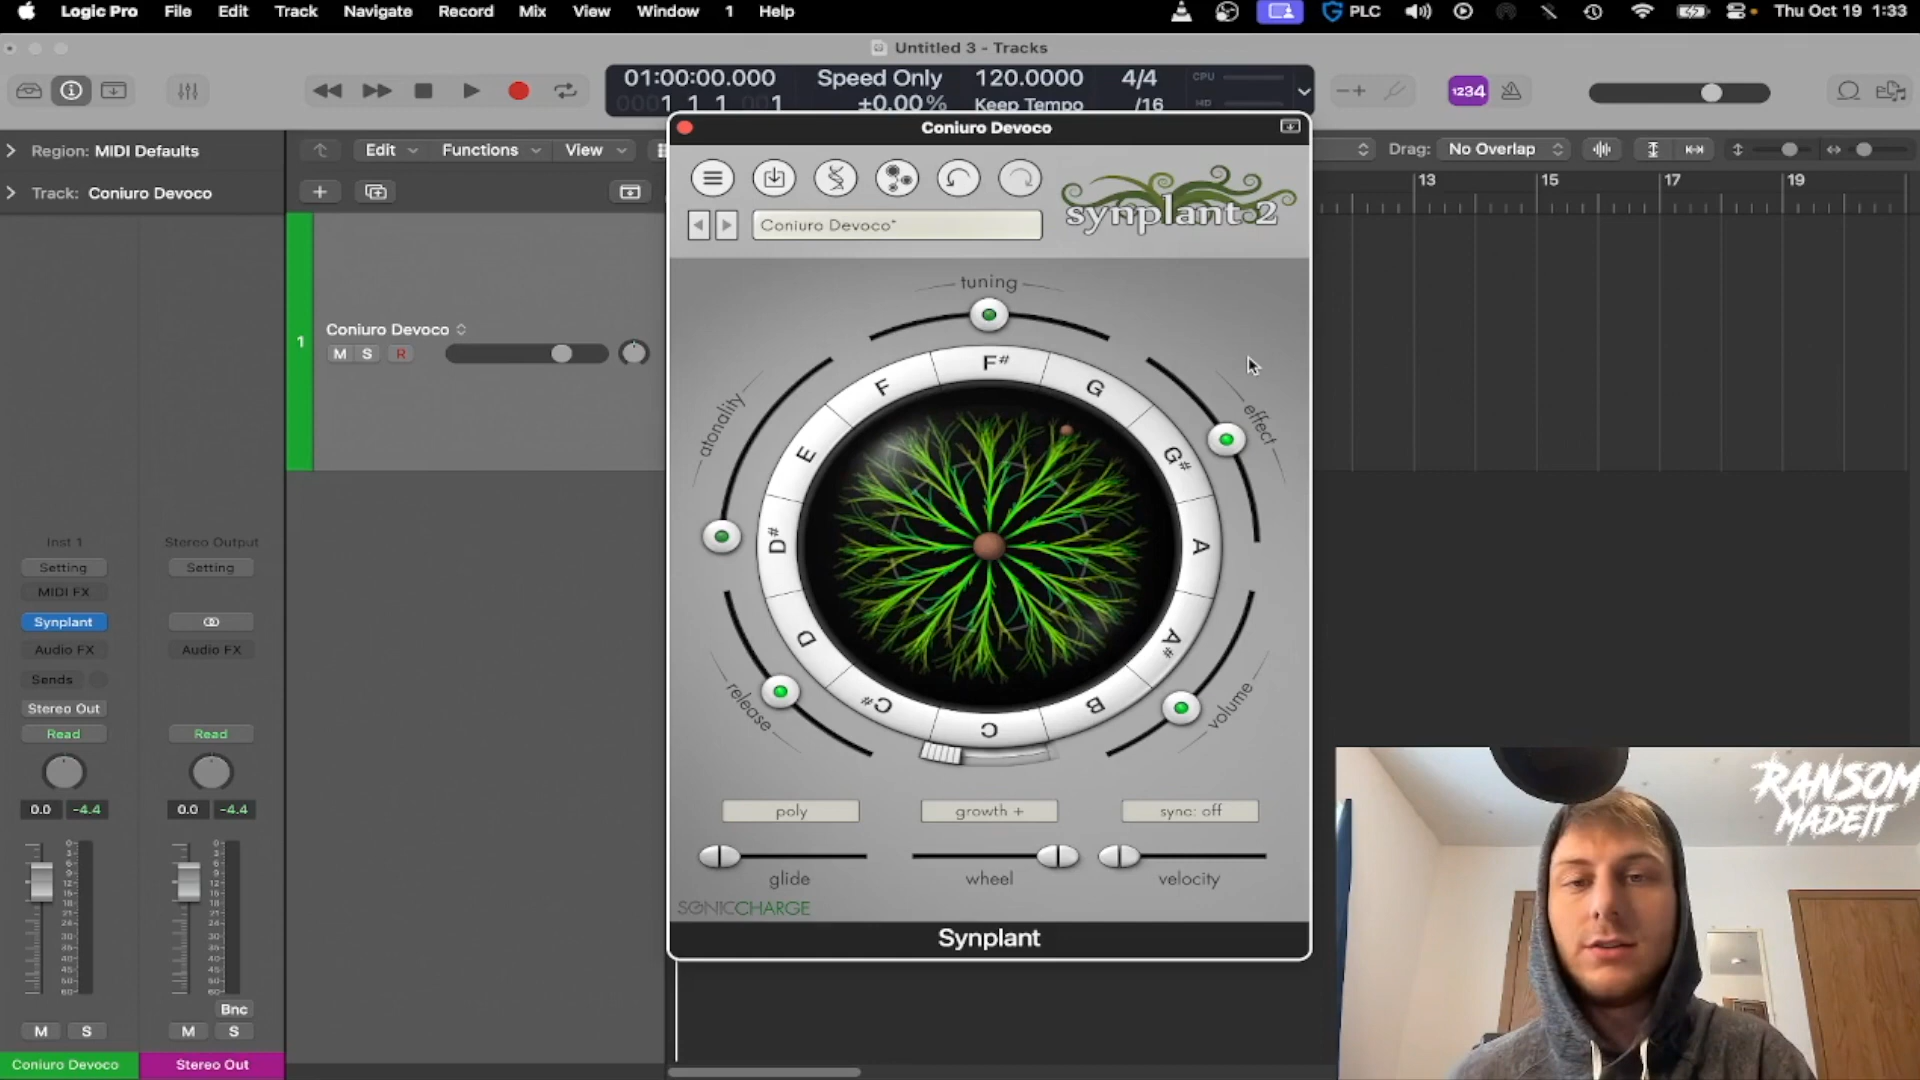 Logic Pro File Edit Track Navigate Record Mix View Window 1 Help PLC Thu Oct 19 1:33
Untitled 3 - Tracks
01:00:00.000 Speed Only 120.0000 4/4 CPU
0001 1 1 001 ±0.00% Keep Tempo /16 HD
1234
Coniuro Devoco
Region: MIDI Defaults
Edit Functions View
Drag: No Overlap
Track: Coniuro Devoco
13 15 17 19
synplant 2
Coniuro Devoco*
tuning
atonality
effect
release
volume
F#
G
G#
A
A#
B
C
C#
D
D#
E
F
1
Coniuro Devoco
M S R
Inst 1 Stereo Output
Setting Setting
MIDI FX
Synplant
Audio FX Audio FX
Sends
Stereo Out
Read Read
0.0 -4.4 0.0 -4.4
poly growth + sync: off
glide wheel velocity
SONICCHARGE
Synplant
RANSOM
MADEIT
Bnc
M S M S
Coniuro Devoco Stereo Out